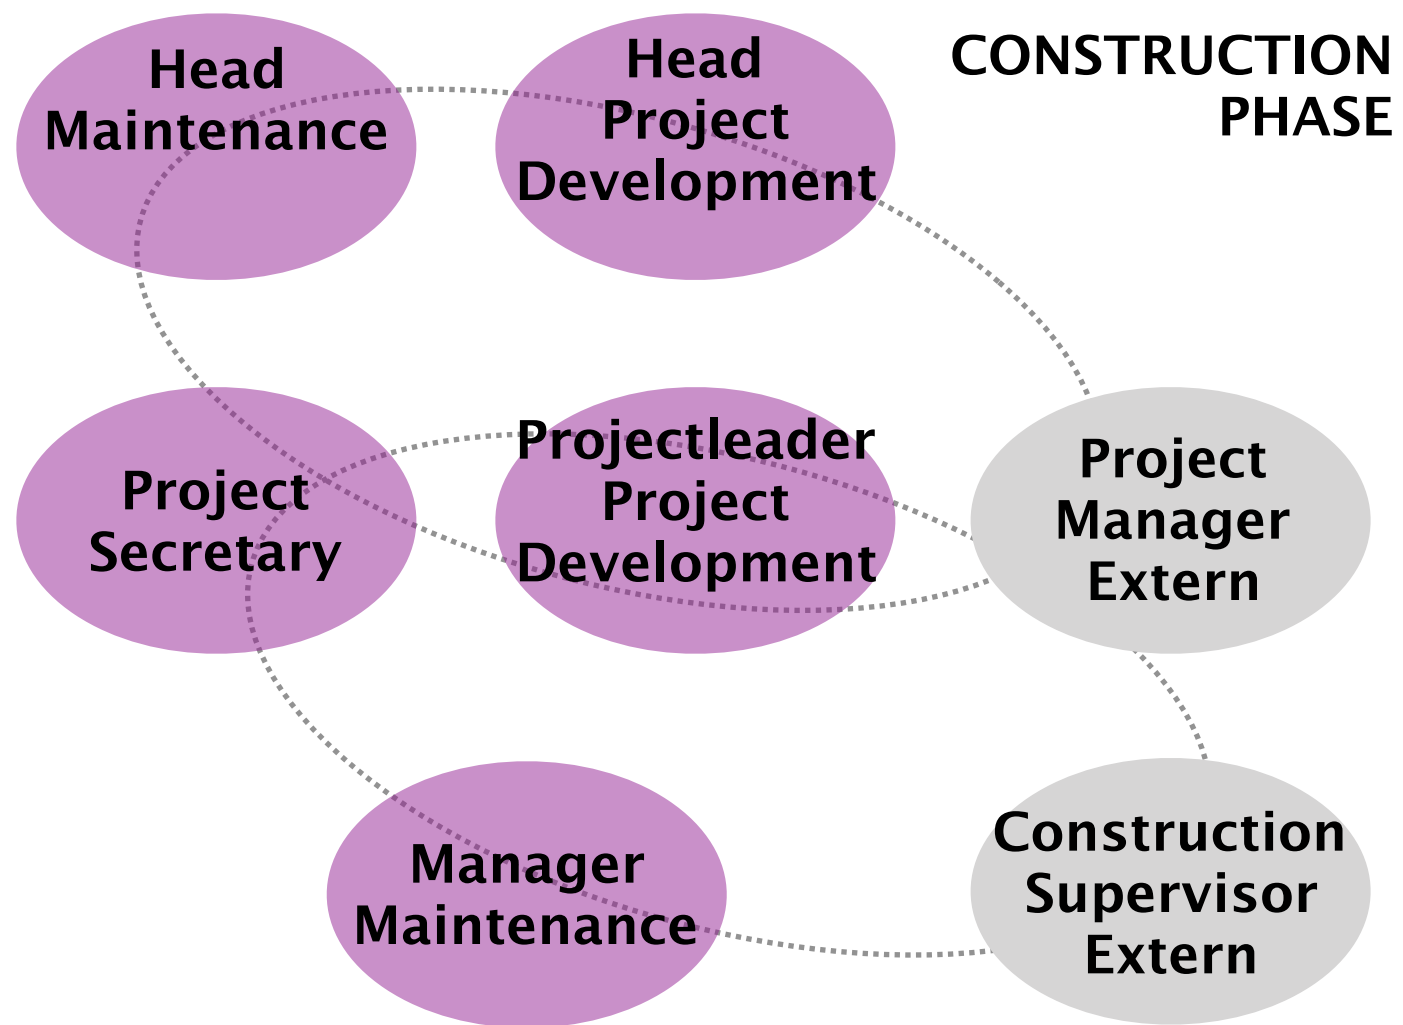 Head
Maintenance
Head
Project
Development
CONSTRUCTION
PHASE
Project
Secretary
Projectleader
Project
Development
Project
Manager
Extern
Manager
Maintenance
Construction
Supervisor
Extern